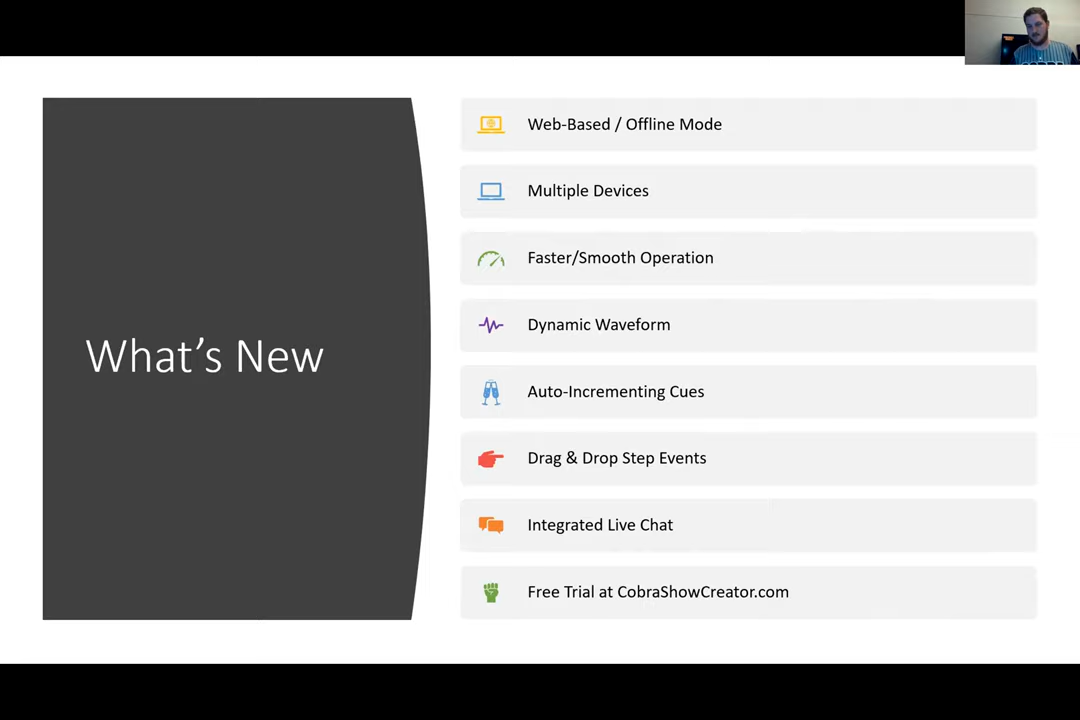 What's New
Web-Based / Offline Mode
Multiple Devices
Faster/Smooth Operation
Dynamic Waveform
Auto-Incrementing Cues
Drag & Drop Step Events
Integrated Live Chat
Free Trial at CobraShowCreator.com